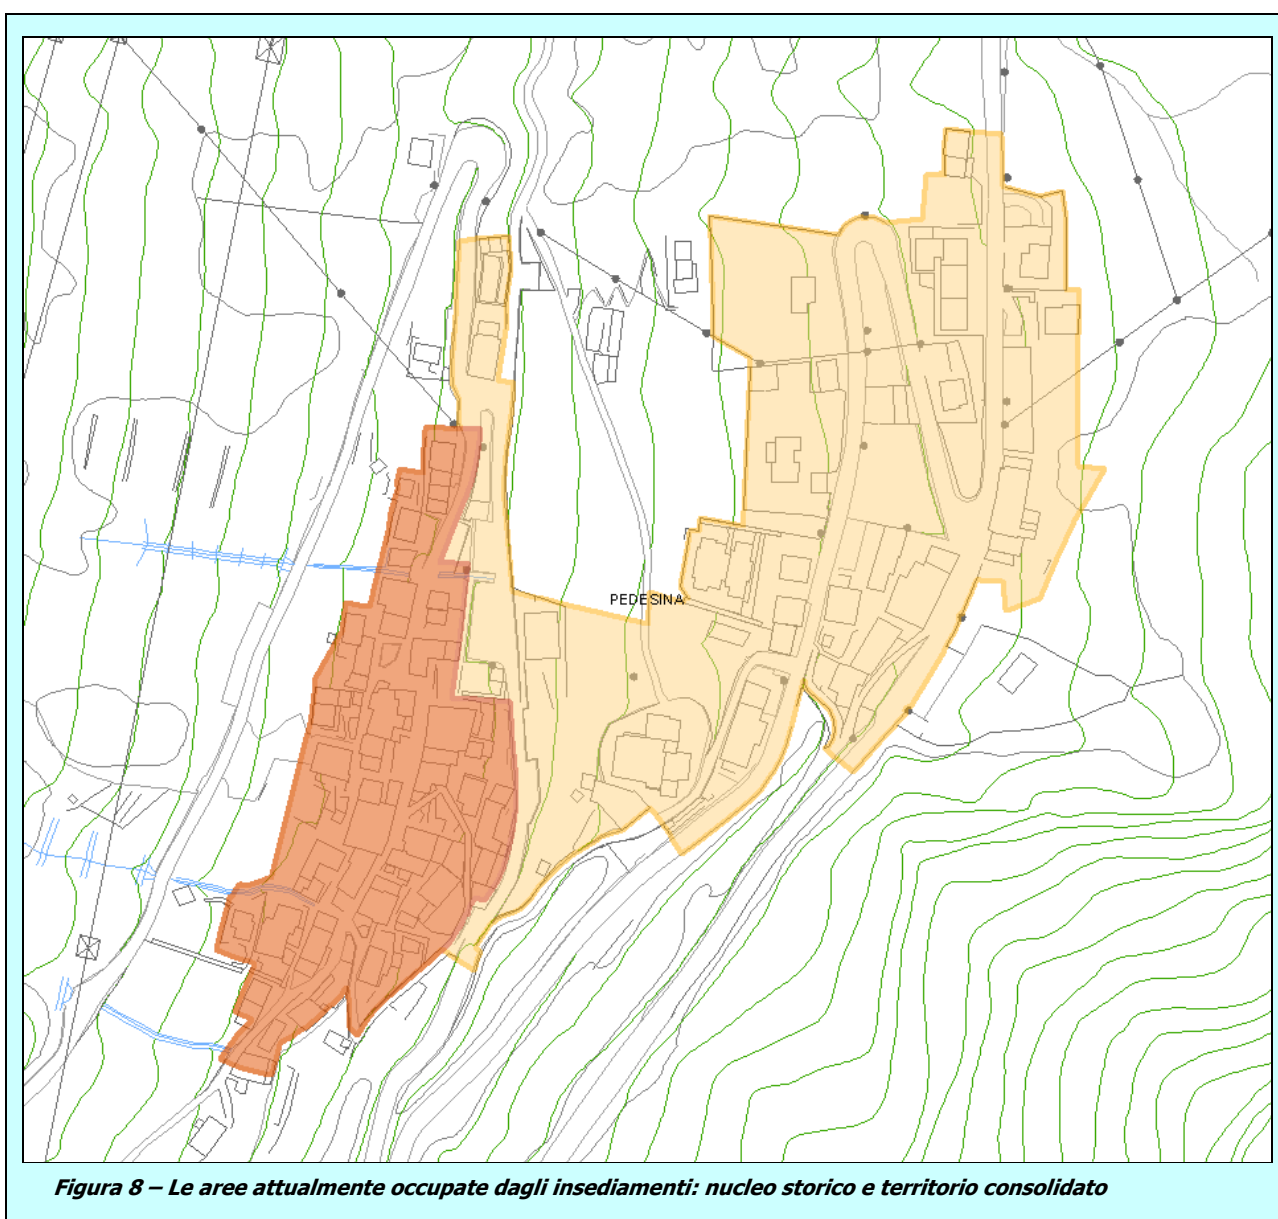 PEDESINA
Figura 8 – Le aree attualmente occupate dagli insediamenti: nucleo storico e territorio consolidato